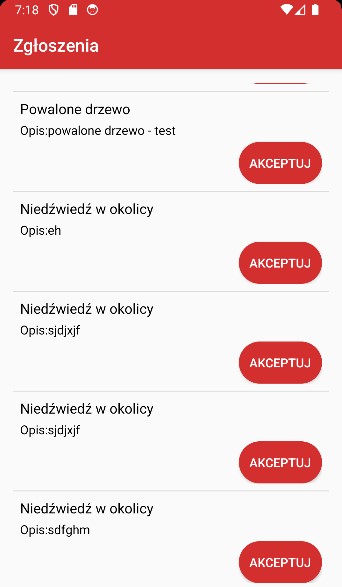 7:18
Zgłoszenia
Powalone drzewo
Opis:powalone drzewo - test
AKCEPTUJ
Niedźwiedź w okolicy
Opis:eh
AKCEPTUJ
Niedźwiedź w okolicy
Opis:sjdjxjf
AKCEPTUJ
Niedźwiedź w okolicy
Opis:sjdjxjf
AKCEPTUJ
Niedźwiedź w okolicy
Opis:sdfghm
AKCEPTUJ